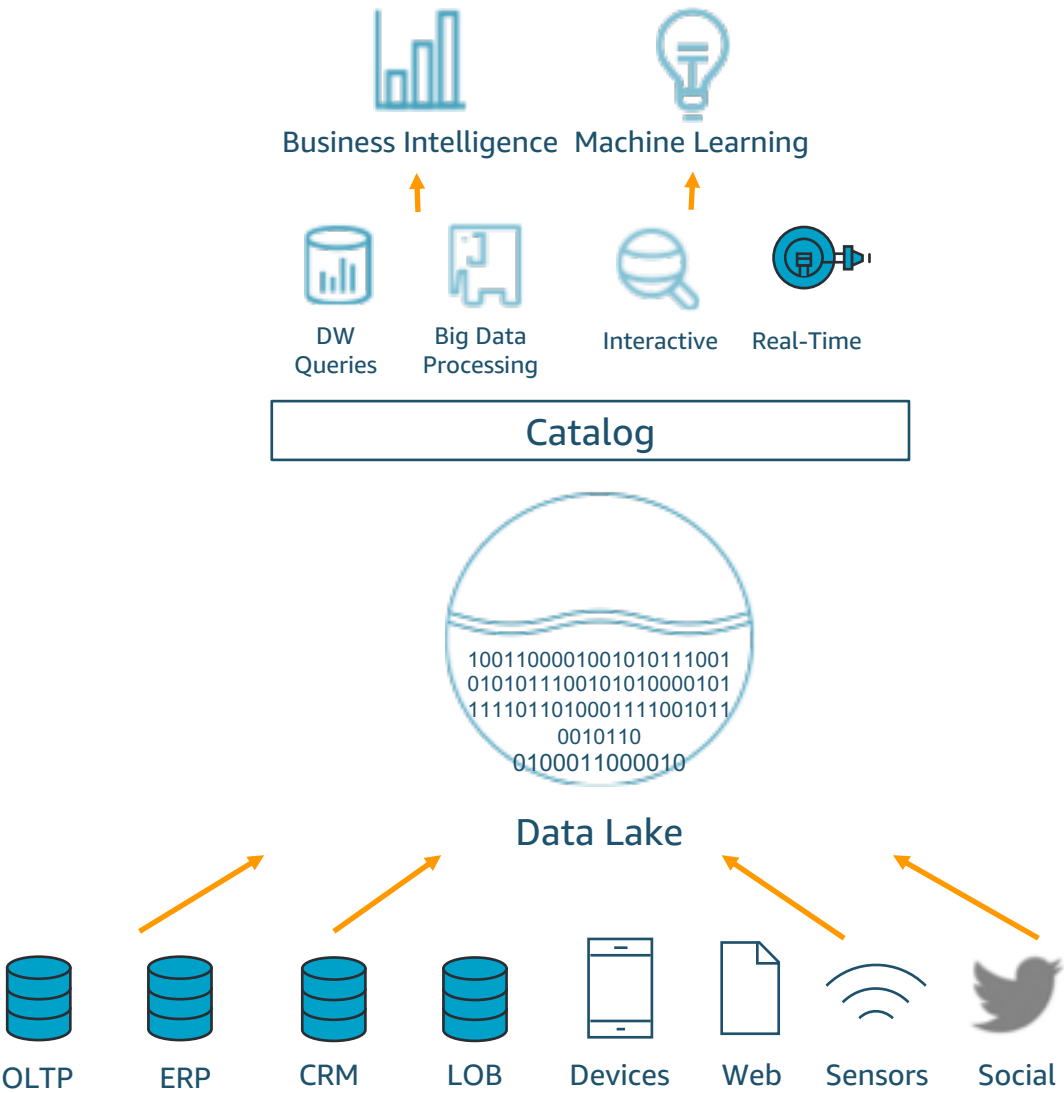 Business Intelligence
Machine Learning
DW
Queries
Big Data
Processing
Interactive
Real-Time
Catalog
1001100001001010111001
010101110010101000101
1111011010001111001011
0010110
0100011000010
Data Lake
OLTP
ERP
CRM
LOB
Devices
Web
Sensors
Social